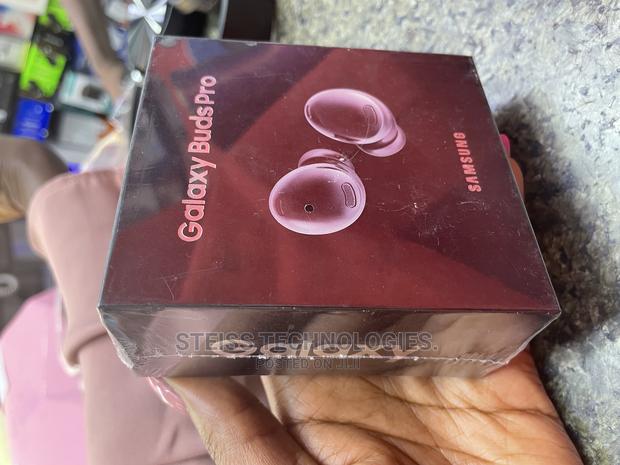 Galaxy Buds Pro
SAMSUNG
Galaxy
STEISS TECHNOLOGIES.
POSTED ON JIJI